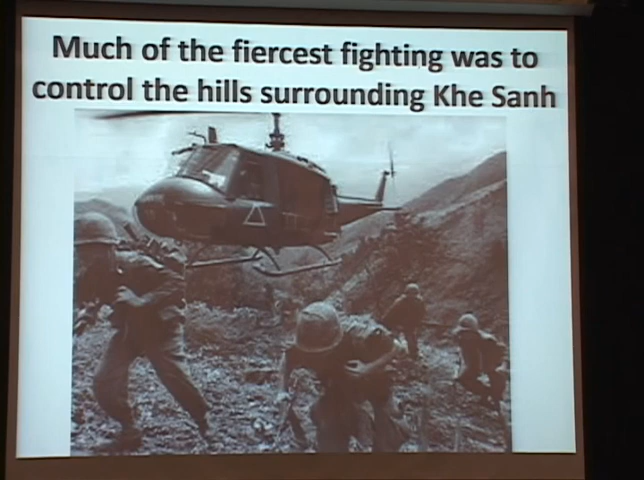 Much of the fiercest fighting was to
control the hills surrounding Khe Sanh